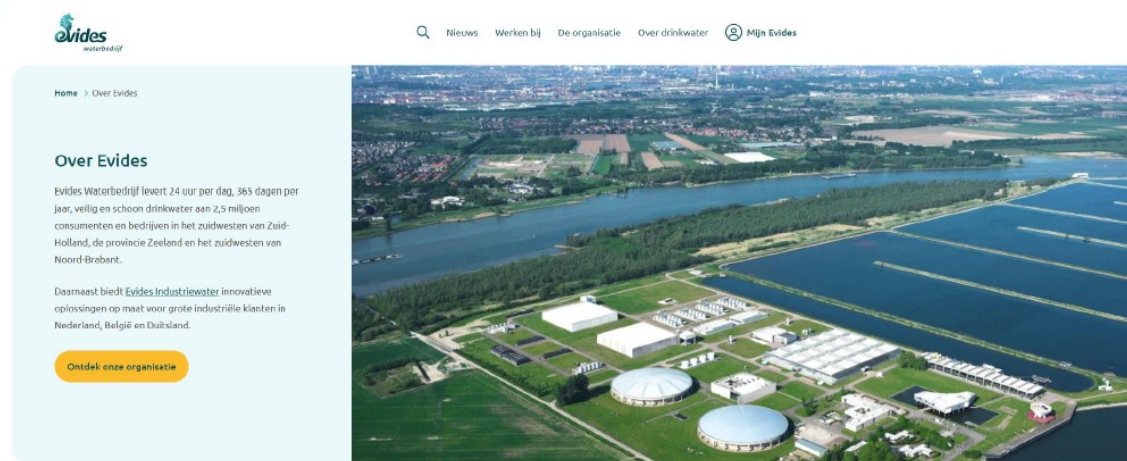 evides
waterbedrijf
Nieuws Werken bij De organisatie Over drinkwater Mijn Evides
Home > Over Evides
Over Evides
Evides Waterbedrijf levert 24 uur per dag, 365 dagen per
jaar, veilig en schoon drinkwater aan 2,5 miljoen
consumenten en bedrijven in het zuidwesten van Zuid-
Holland, de provincie Zeeland en het zuidwesten van
Noord-Brabant.
Daarnaast biedt Evides Industriewater innovatieve
oplossingen op maat voor grote industriële klanten in
Nederland, België en Duitsland.
Ontdek onze organisatie